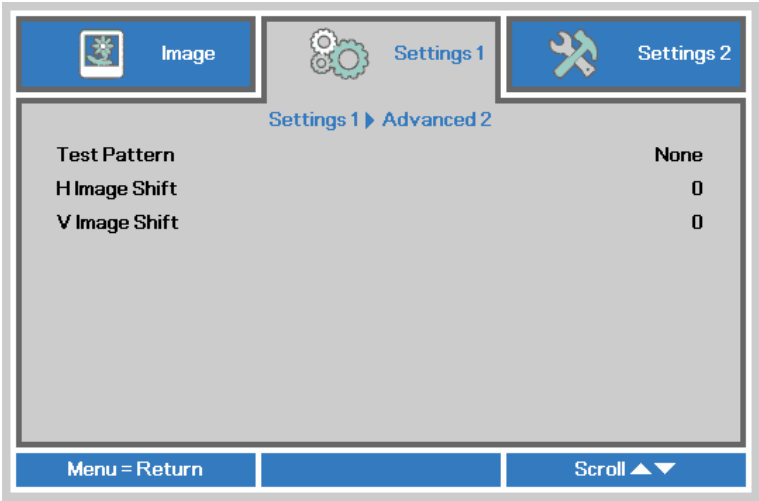 Image
Settings 1
Settings 2
Settings 1 ▶ Advanced 2
Test Pattern None
H Image Shift 0
V Image Shift 0
Menu = Return
Scroll ▲▼